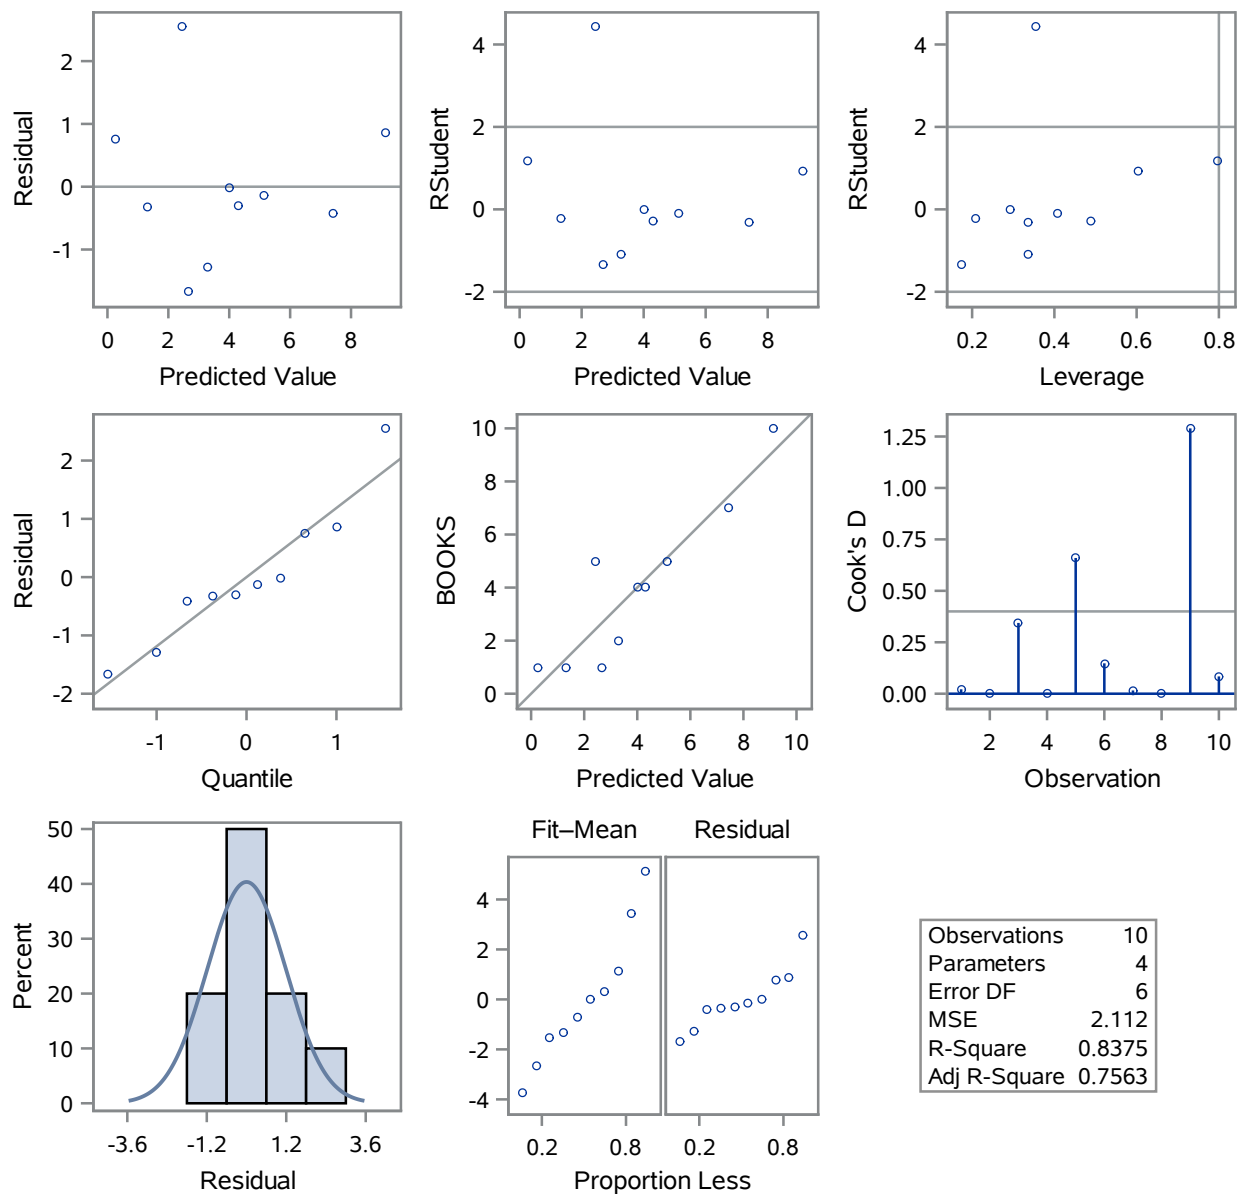 2
1
0
-1
Residual
0 2 4 6 8
Predicted Value
4
2
0
-2
RStudent
0 2 4 6 8
Predicted Value
4
2
0
-2
RStudent
0.2 0.4 0.6 0.8
Leverage
2
1
0
-1
-2
Residual
-1 0 1
Quantile
10
8
6
4
2
0
BOOKS
0 2 4 6 8 10
Predicted Value
1.25
1.00
0.75
0.50
0.25
0.00
Cook's D
2 4 6 8 10
Observation
50
40
30
20
10
0
Percent
-3.6 -1.2 1.2 3.6
Residual
Fit–Mean Residual
4
2
0
-2
-4
0.2 0.8 0.2 0.8
Proportion Less
Observations 10
Parameters 4
Error DF 6
MSE 2.112
R-Square 0.8375
Adj R-Square 0.7563